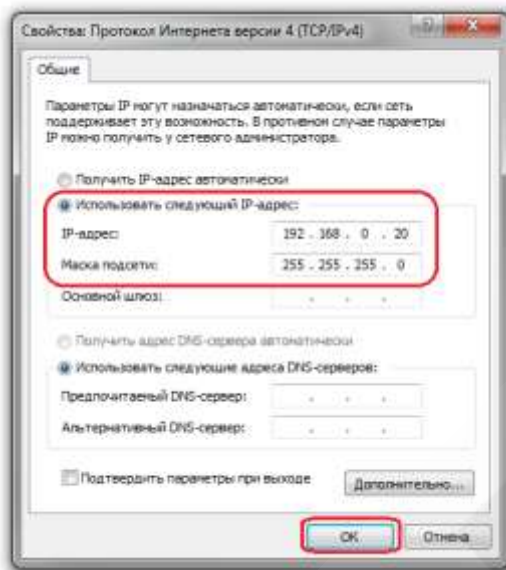 Свойства: Протокол Интернета версии 4 (TCP/IPv4)
Общие
Параметры IP могут назначаться автоматически, если сеть
поддерживает эту возможность. В противном случае параметры
IP можно получить у сетевого администратора.
Получить IP-адрес автоматически
Использовать следующий IP-адрес:
IP-адрес: 192 . 168 . 0 . 20
Маска подсети: 255 . 255 . 255 . 0
Основной шлюз: . . .
Получить адрес DNS-сервера автоматически
Использовать следующие адреса DNS-серверов:
Предпочитаемый DNS-сервер: . . .
Альтернативный DNS-сервер: . . .
Подтвердить параметры при выходе
Дополнительно...
OK Отмена